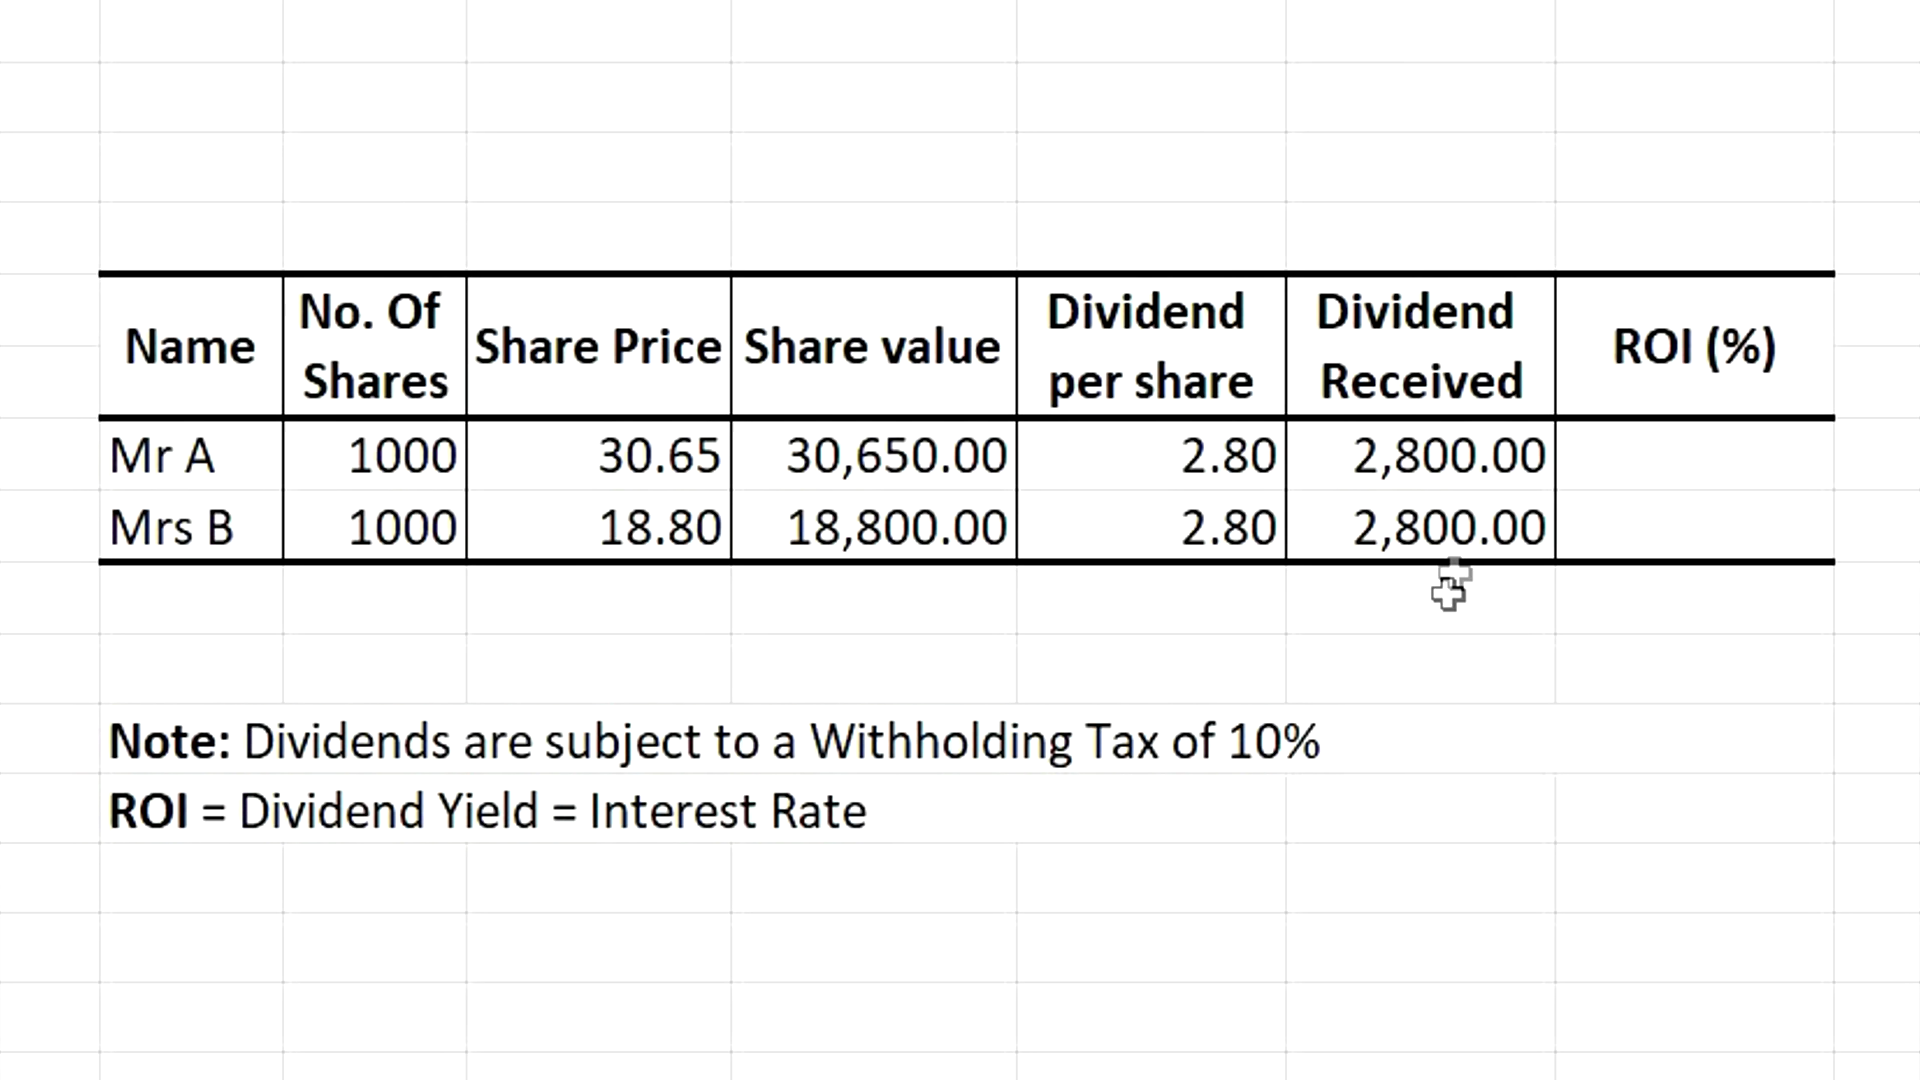 Name No. Of Shares Share Price Share value Dividend per share Dividend Received ROI (%)
Mr A 1000 30.65 30,650.00 2.80 2,800.00
Mrs B 1000 18.80 18,800.00 2.80 2,800.00
Note: Dividends are subject to a Withholding Tax of 10%
ROI = Dividend Yield = Interest Rate